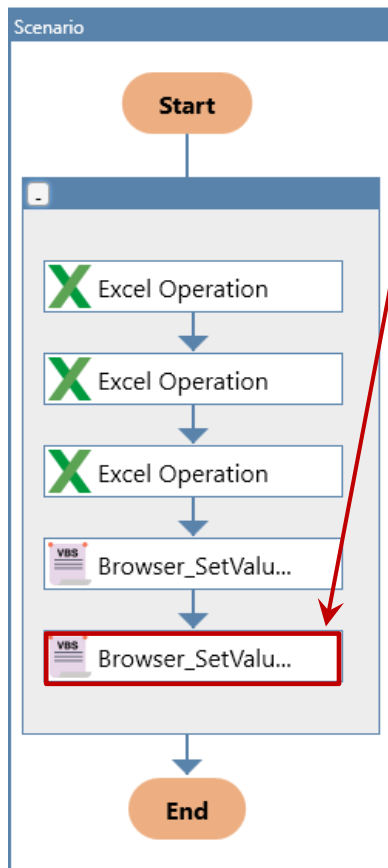 Scenario
Start
-
Excel Operation
Excel Operation
Excel Operation
VBS
Browser_SetValu...
VBS
Browser_SetValu...
End